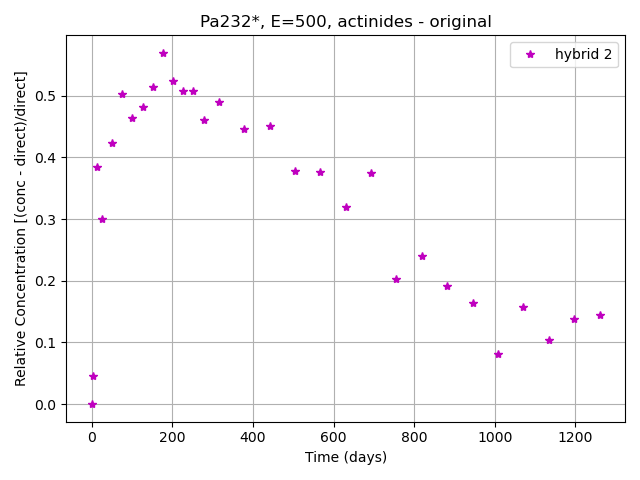 Pa232*, E=500, actinides - original
hybrid 2
Relative Concentration [(conc - direct)/direct]
0.5
0.4
0.3
0.2
0.1
0.0
0 200 400 600 800 1000 1200
Time (days)